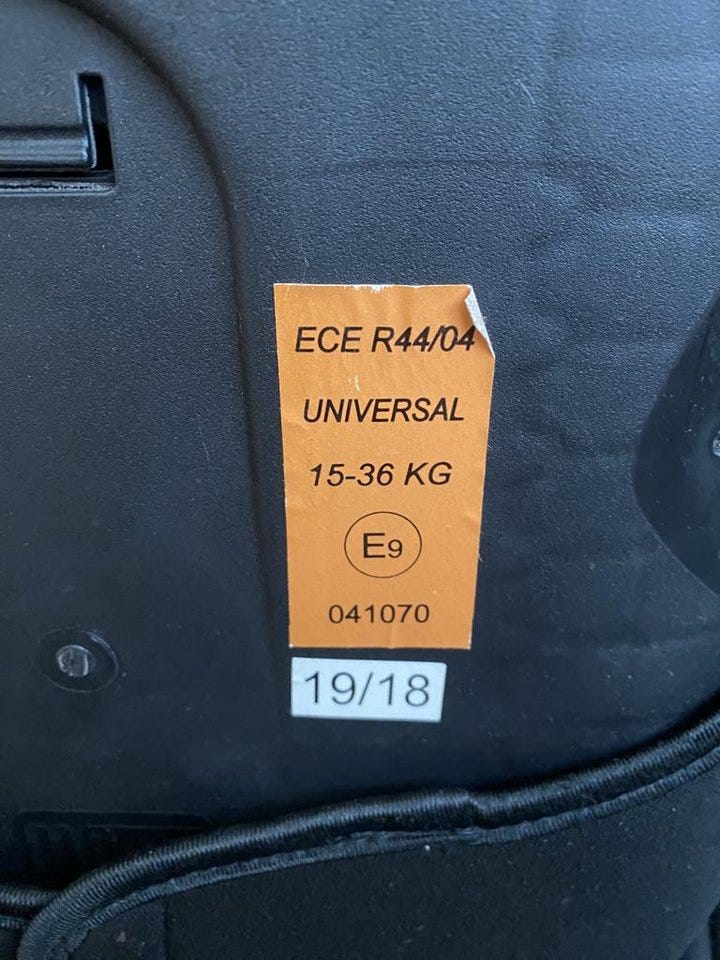 ECE R44/04
UNIVERSAL
15-36 KG
E9
041070
19/18